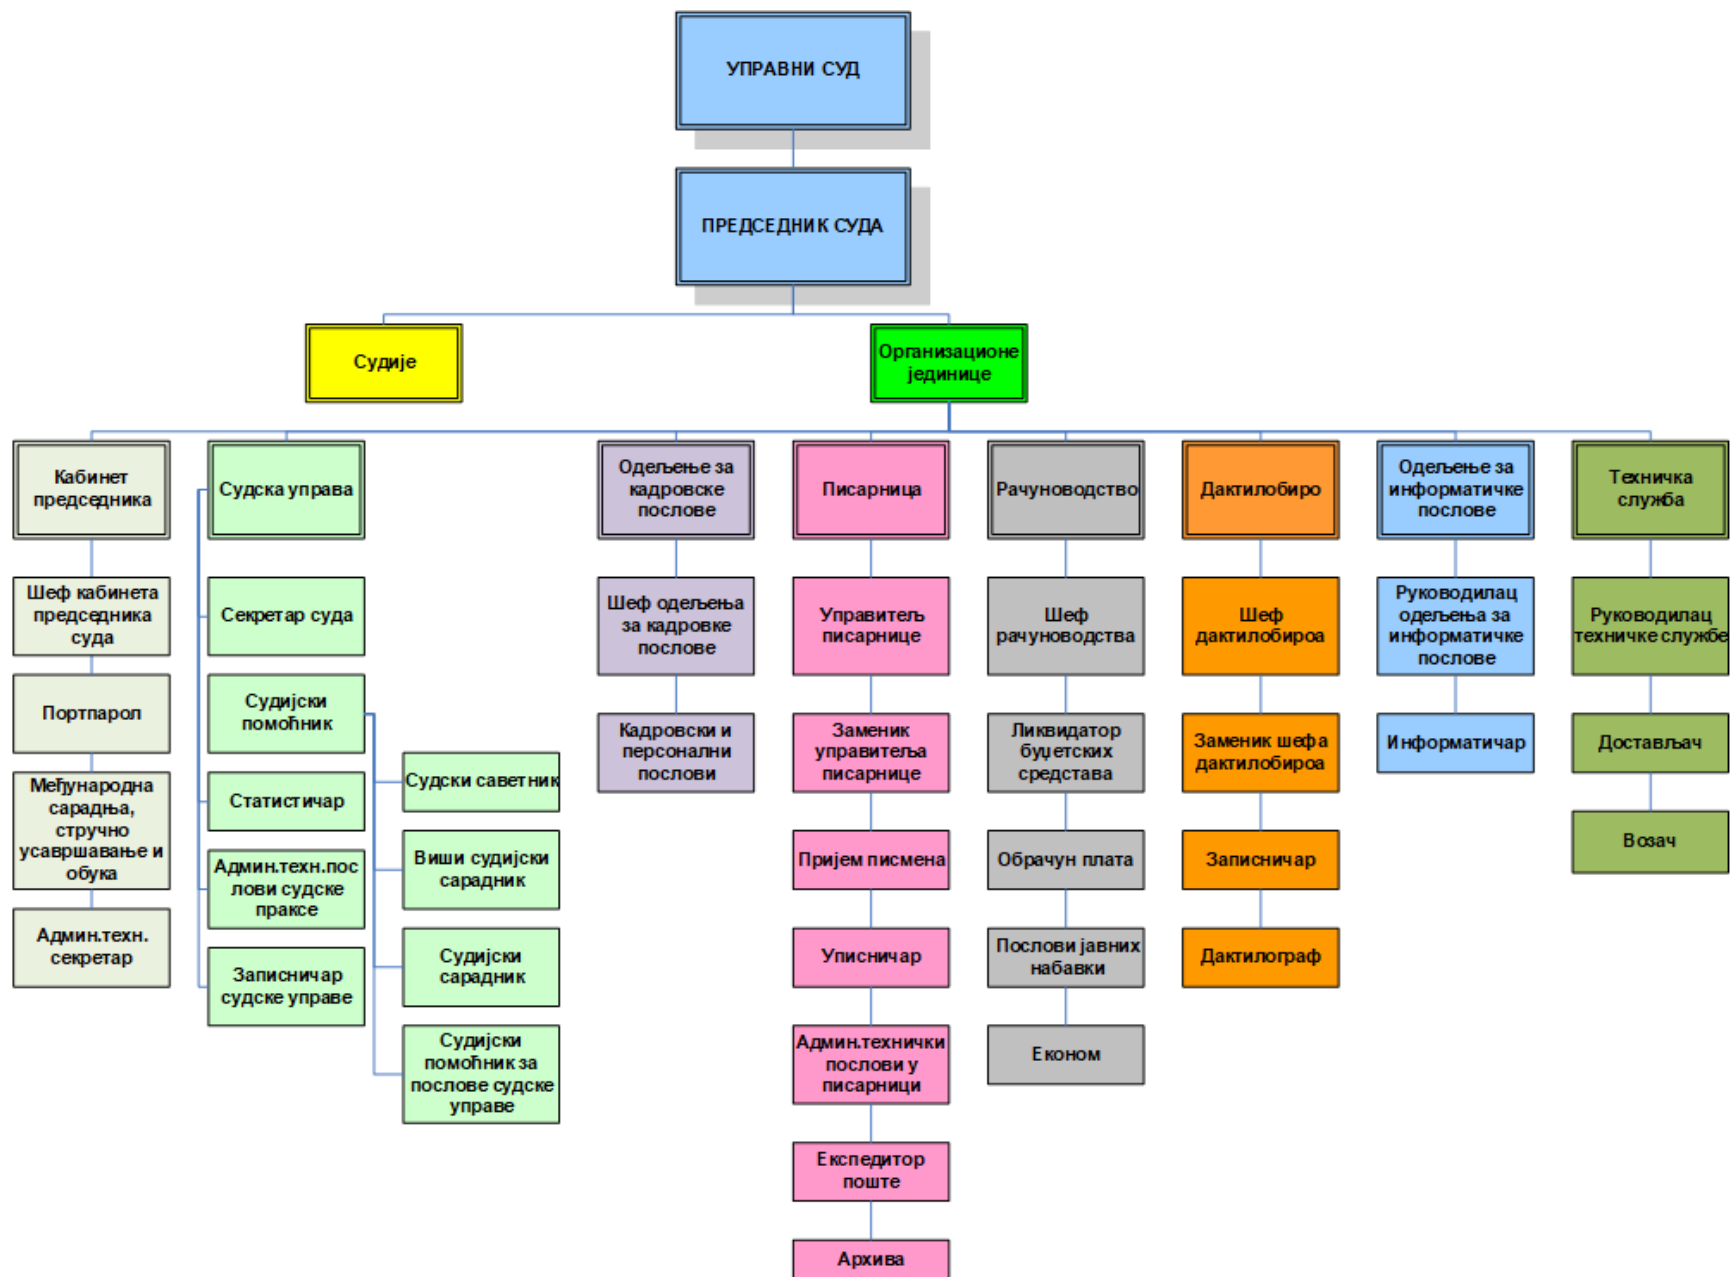 УПРАВНИ СУД
ПРЕДСЕДНИК СУДА
Судије
Организационе
јединице
Кабинет
председника
Судска управа
Одељење за
кадровске
послове
Писарница
Рачуноводство
Дактилобиро
Одељење за
информатичке
послове
Техничка
служба
Шеф кабинета
председника
суда
Портпарол
Међународна
сарадња,
стручно
усавршавање и
обука
Админ.техн.
секретар
Секретар суда
Судијски
помоћник
Статистичар
Админ.техн.пос
лови судске
праксе
Записничар
судске управе
Судски саветник
Виши судијски
сарадник
Судијски
сарадник
Судијски
помоћник за
послове судске
управе
Шеф одељења
за кадровке
послове
Кадровски и
персонални
послови
Управитељ
писарнице
Заменик
управитеља
писарнице
Пријем писмена
Уписничар
Админ.технички
послови у
писарници
Експедитор
поште
Архива
Шеф
рачуноводства
Ликвидатор
буџетских
средстава
Обрачун плата
Послови јавних
набавки
Економ
Шеф
дактилобироа
Заменик шефа
дактилобироа
Записничар
Дактилограф
Руководилац
одељења за
информатичке
послове
Информатичар
Руководилац
техничке службе
Достављач
Возач